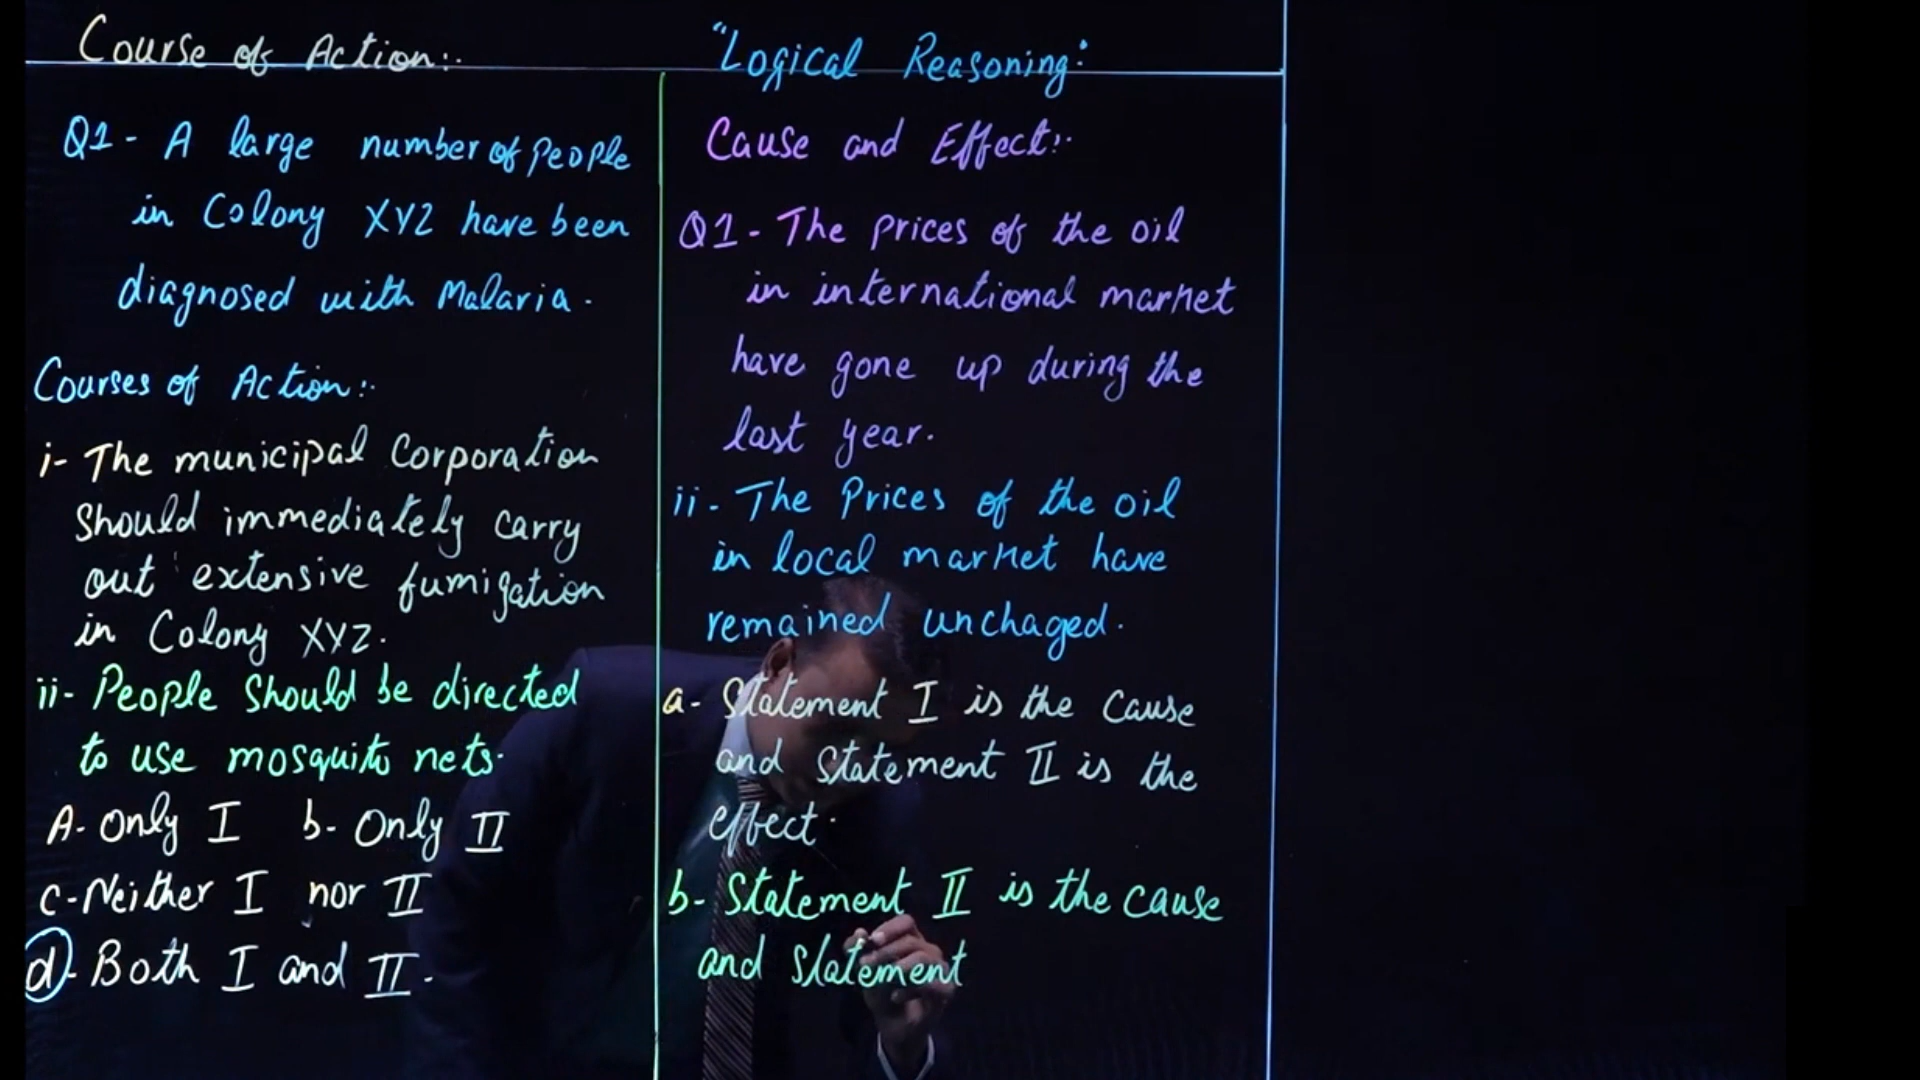 Course of Action:.
Q1 - A large number of people
in Colony XYZ have been
diagnosed with Malaria.
Courses of Action:.
i- The municipal Corporation
Should immediately carry
out extensive fumigation
in Colony XYZ.
ii- People Should be directed
to use mosquito nets.
A- Only I b- Only II
c- Neither I nor II
d- Both I and II.
"Logical Reasoning:
Cause and Effect:.
Q1 - The prices of the oil
in international market
have gone up during the
last year.
ii - The Prices of the oil
in local market have
remained unchaged.
a- Statement I is the Cause
and Statement II is the
effect.
b- Statement II is the cause
and Statement